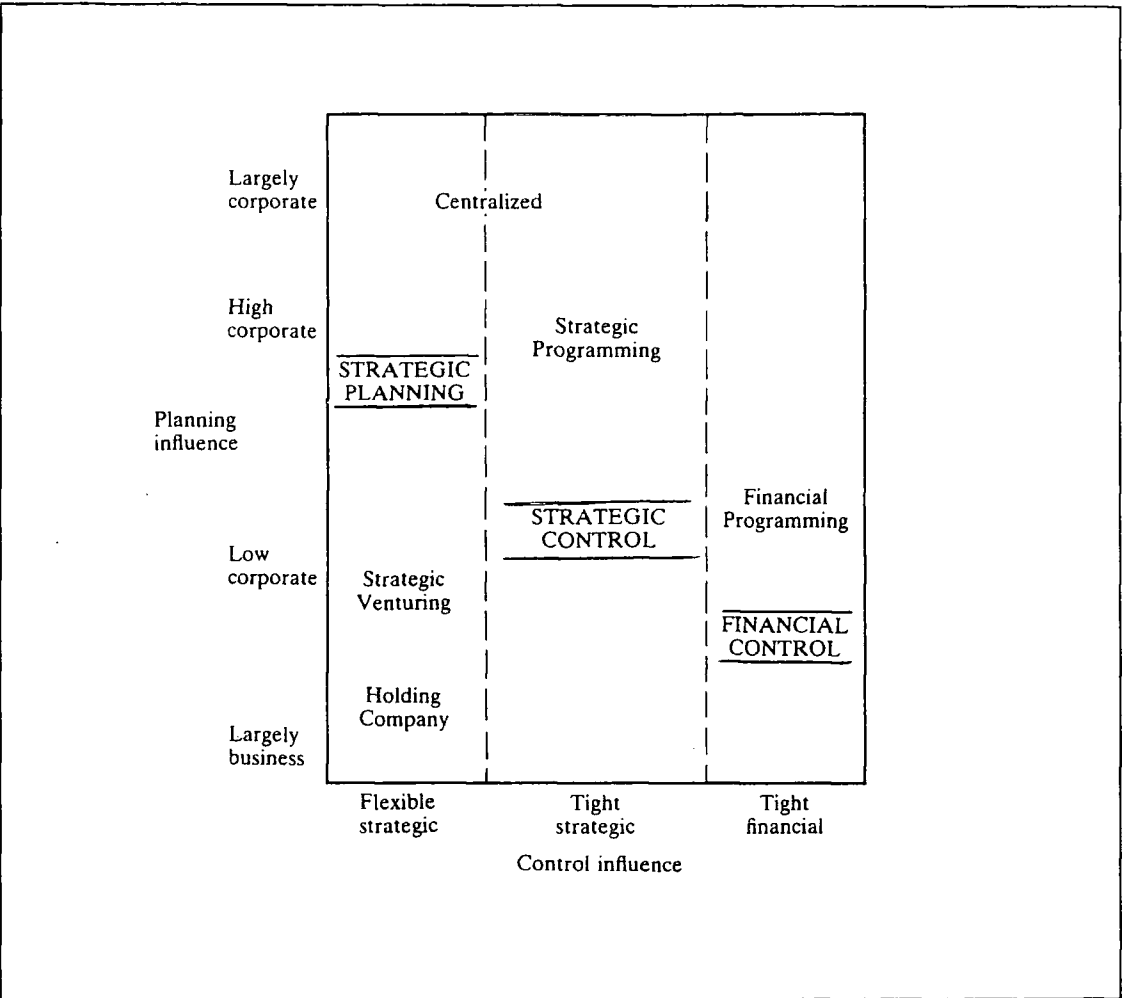 Largely
corporate
Centralized
High
corporate
Strategic
Programming
STRATEGIC
PLANNING
Planning
influence
Financial
Programming
STRATEGIC
CONTROL
Low
corporate
Strategic
Venturing
FINANCIAL
CONTROL
Holding
Company
Largely
business
Flexible
strategic
Tight
strategic
Tight
financial
Control influence